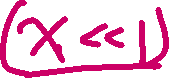 (x << 1)